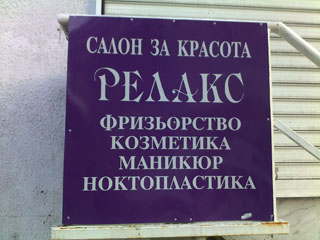 САЛОН ЗА КРАСОТА
РЕЛАКС
ФРИЗЬОРСТВО
КОЗМЕТИКА
МАНИКЮР
НОКТОПЛАСТИКА